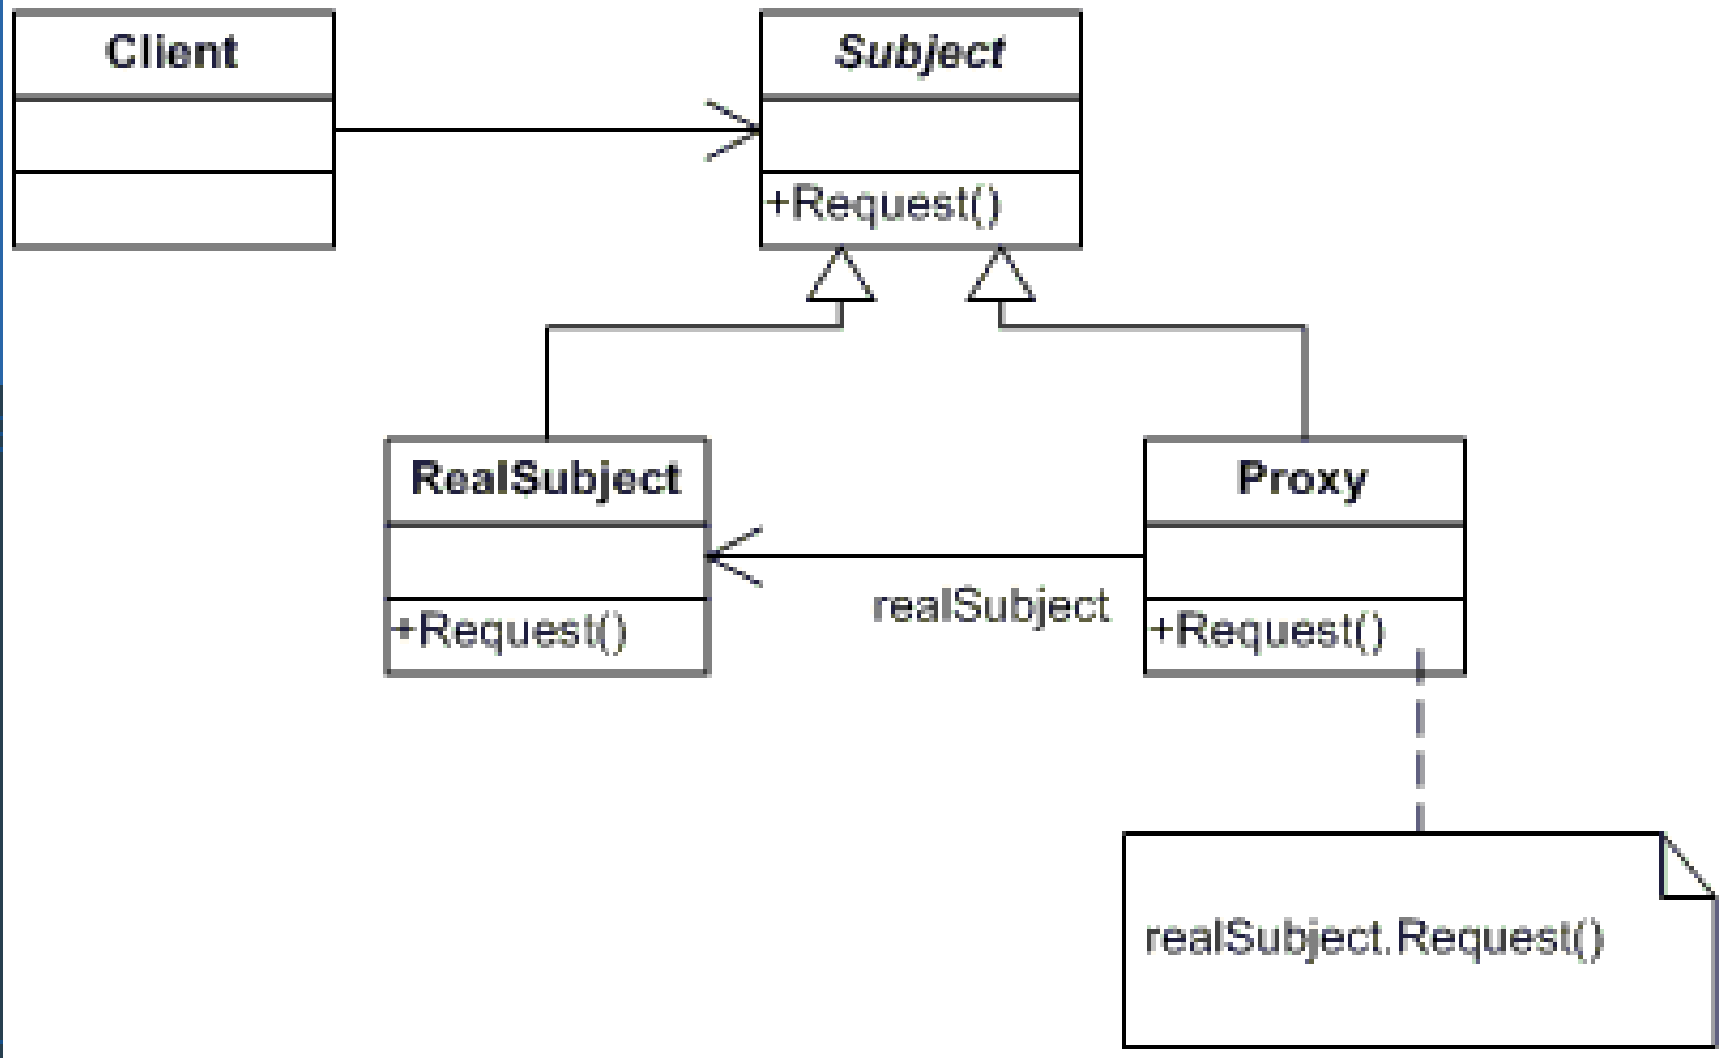 Client
Subject
+Request()
RealSubject
+Request()
realSubject
Proxy
+Request()
realSubject.Request()